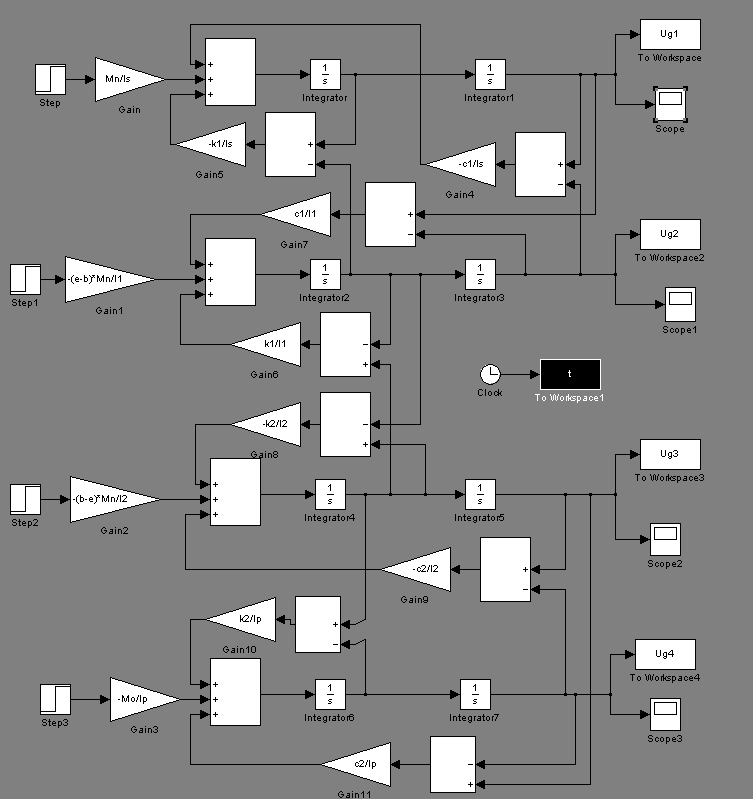 Ug1
To Workspace
Step
Mn/Is
Gain
+
+
+
1
s
Integrator
1
s
Integrator1
Scope
-k1/Is
Gain5
+
−
-c1/Is
Gain4
+
−
c1/I1
Gain7
+
−
Ug2
To Workspace2
Step1
-(e-b)*Mn/I1
Gain1
+
+
+
1
s
Integrator2
1
s
Integrator3
Scope1
k1/I1
Gain6
−
+
Clock
t
To Workspace1
-k2/I2
Gain8
−
+
Ug3
To Workspace3
Step2
-(b-e)*Mn/I2
Gain2
+
+
+
1
s
Integrator4
1
s
Integrator5
Scope2
-c2/I2
Gain9
+
−
k2/Ip
Gain10
+
−
Ug4
To Workspace4
Step3
-Mo/Ip
Gain3
+
+
+
1
s
Integrator6
1
s
Integrator7
Scope3
c2/Ip
Gain11
−
+